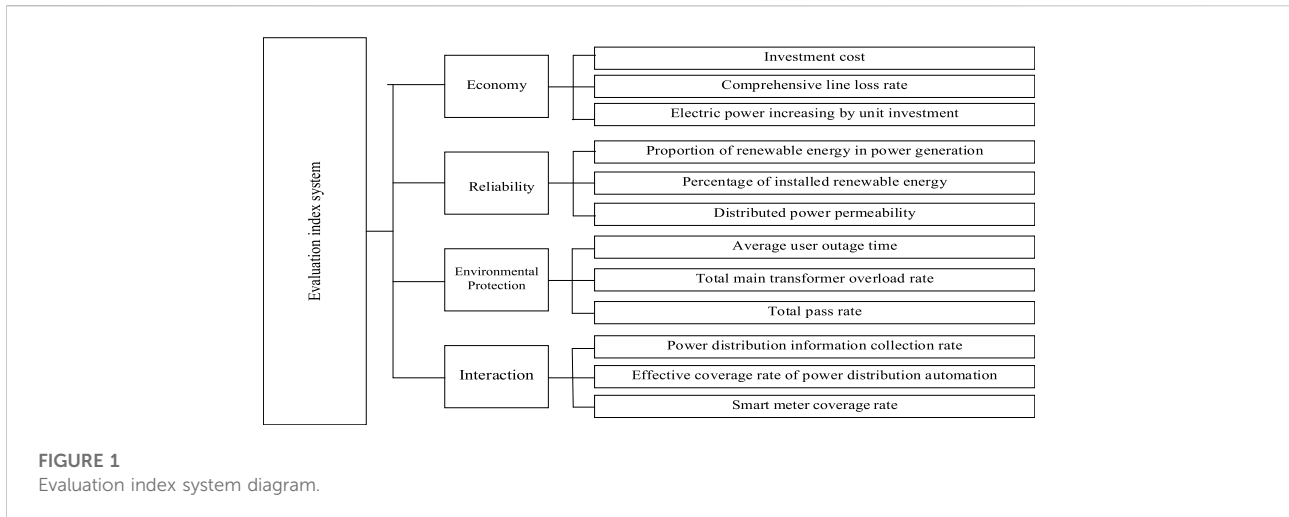 Evaluation index system
Economy
Investment cost
Comprehensive line loss rate
Electric power increasing by unit investment
Reliability
Proportion of renewable energy in power generation
Percentage of installed renewable energy
Distributed power permeability
Environmental
Protection
Average user outage time
Total main transformer overload rate
Total pass rate
Interaction
Power distribution information collection rate
Effective coverage rate of power distribution automation
Smart meter coverage rate
FIGURE 1
Evaluation index system diagram.